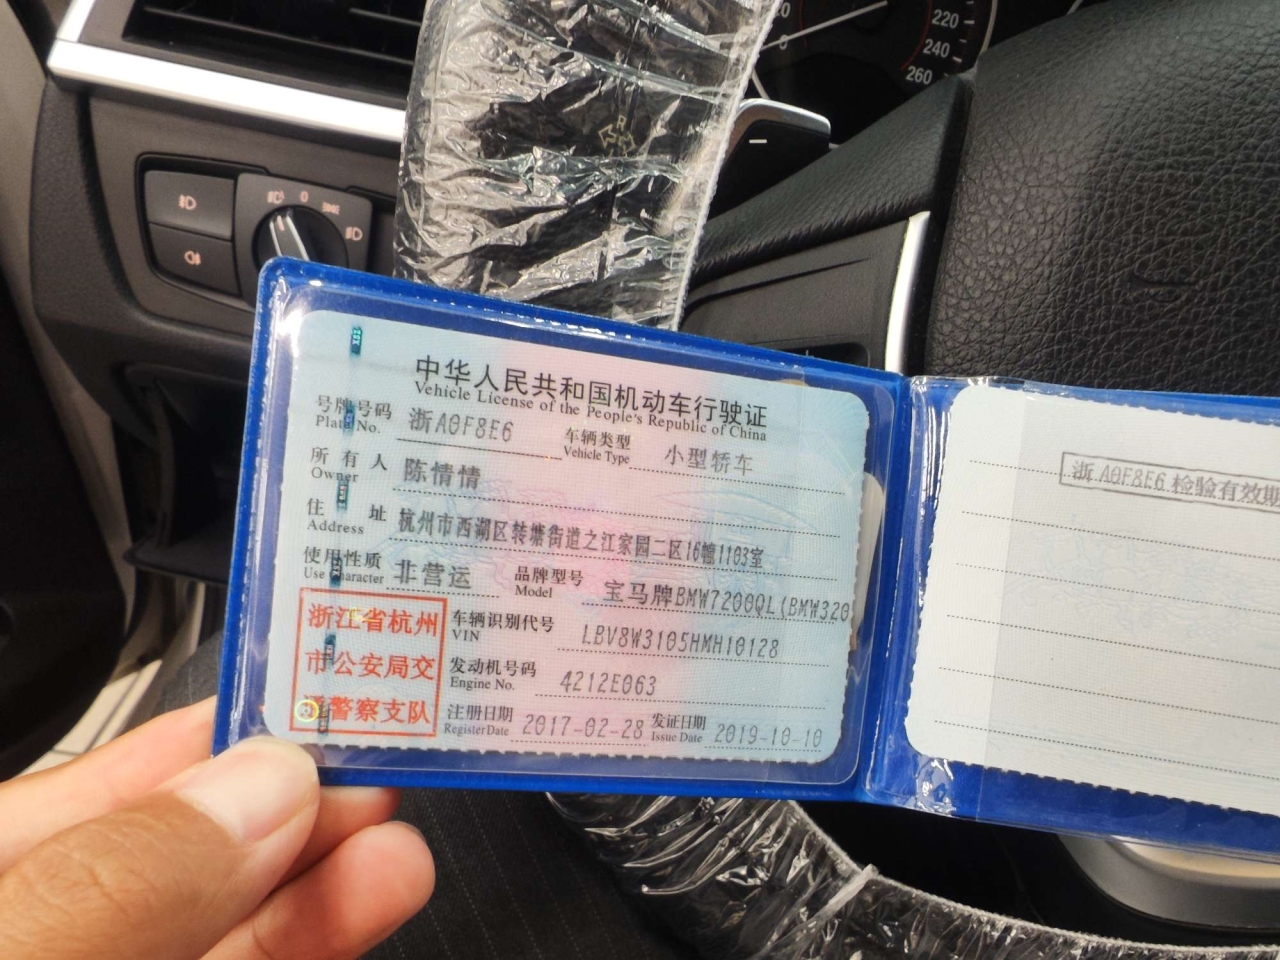 220
240
260
中华人民共和国机动车行驶证
Vehicle License of the People's Republic of China
号牌号码 浙A0F8E6 车辆类型 小型轿车
Plate No. Vehicle Type
所有人 陈情情
Owner
住址 杭州市西湖区转塘街道之江家园二区16幢1103室
Address
使用性质 非营运 品牌型号 宝马牌BMW7200QL(BMW320
Use Character Model
浙江省杭州
市公安局交
通警察支队
车辆识别代号 LBV8W3105HMH10128
VIN
发动机号码 4212E063
Engine No.
注册日期 2017-02-28 发证日期 2019-10-10
Register Date Issue Date
浙A0F8E6检验有效期